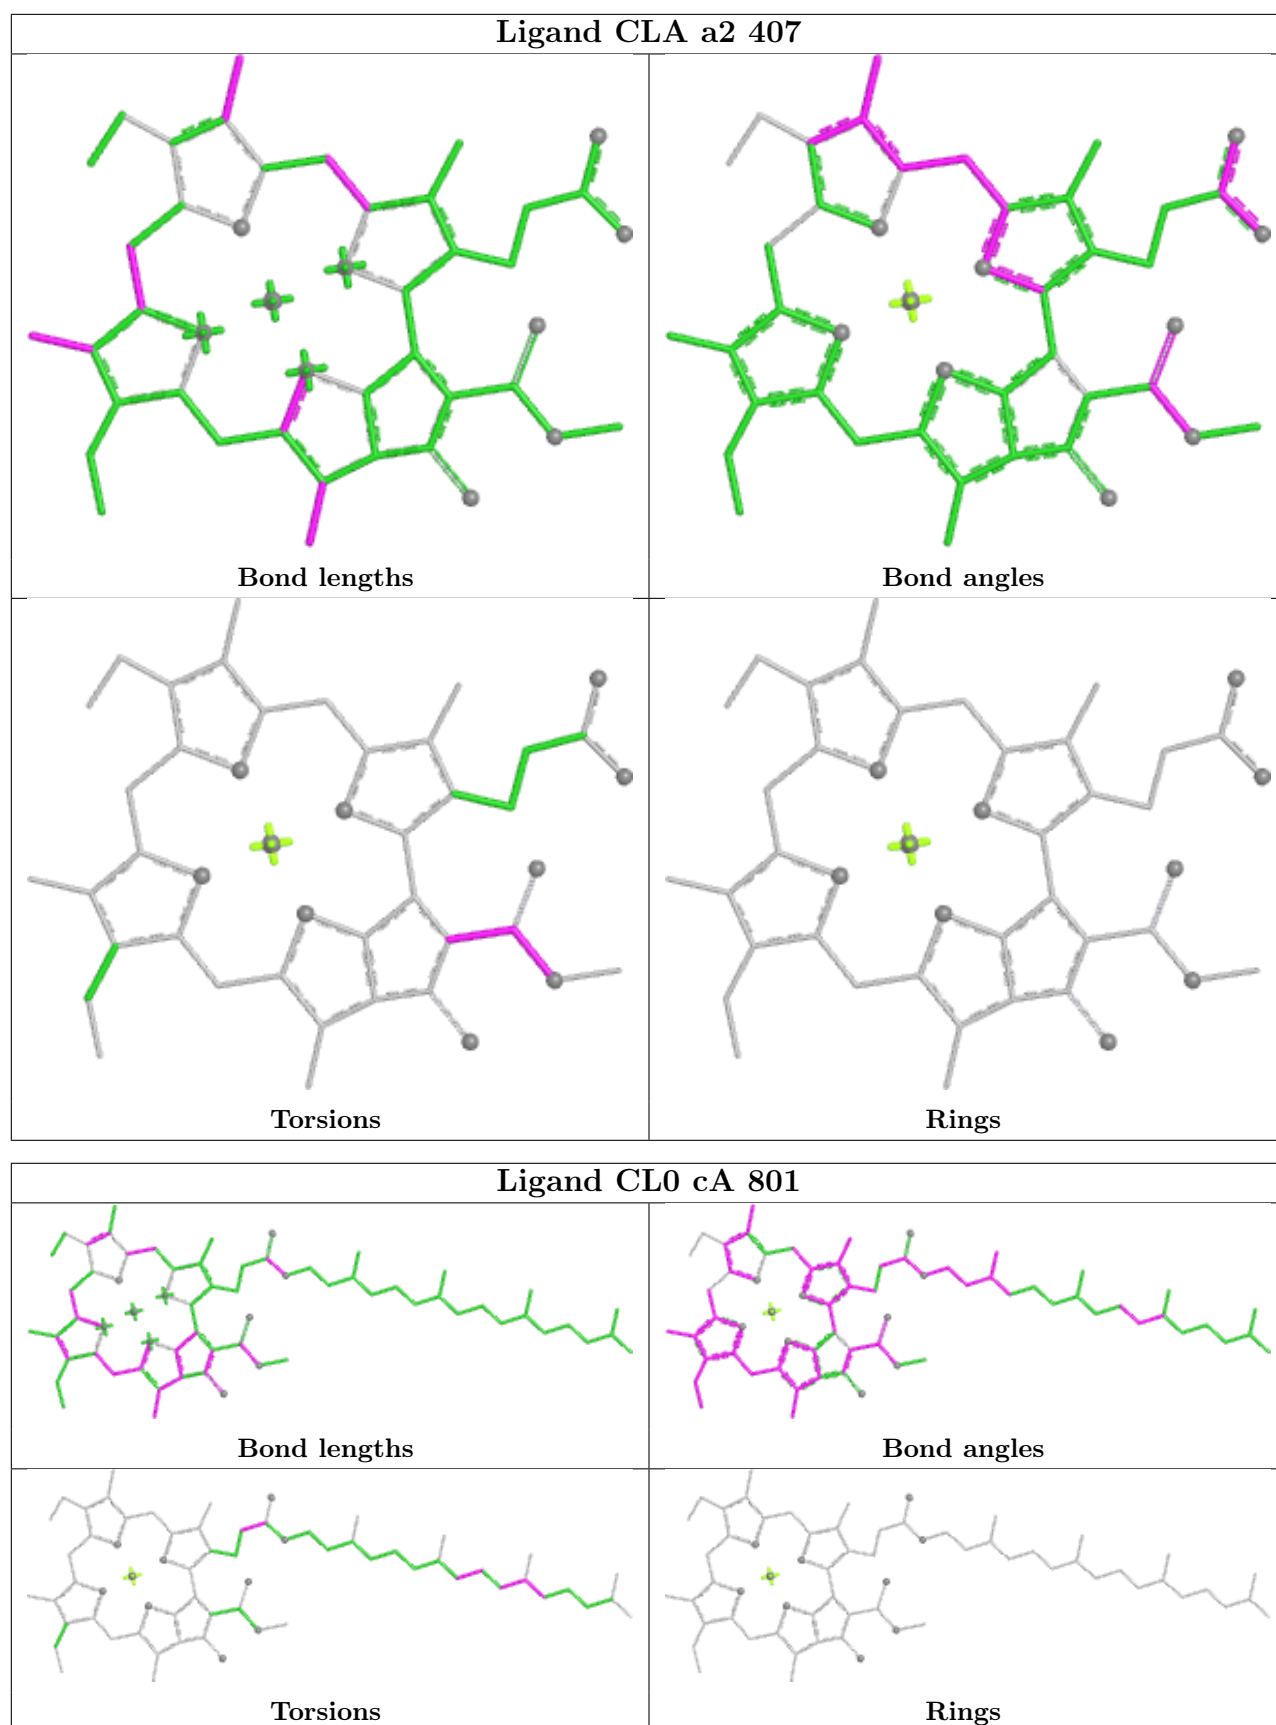 Ligand CLA a2 407
Bond lengths
Bond angles
Torsions
Rings
Ligand CL0 cA 801
Bond lengths
Bond angles
Torsions
Rings